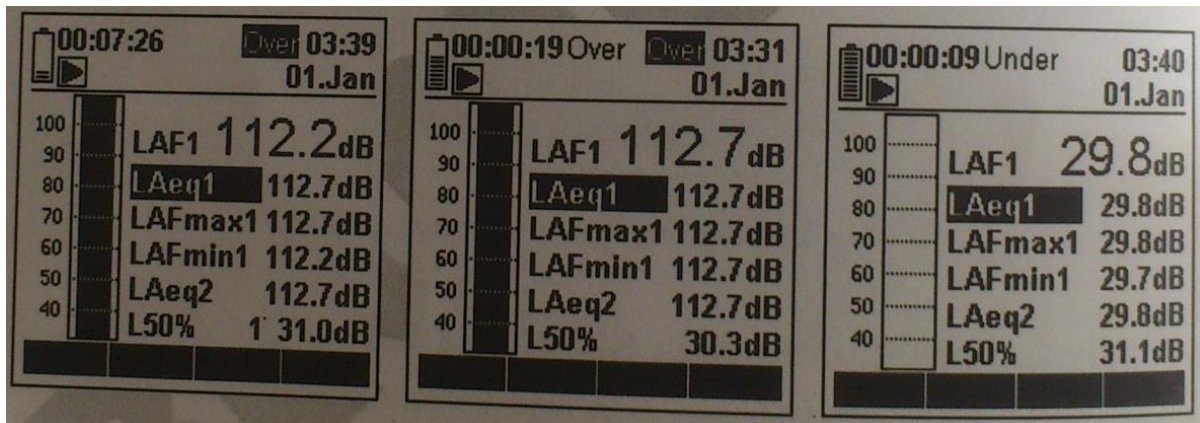 00:07:26 Over 03:39
01.Jan
100
90
80
70
60
50
40
LAF1 112.2dB
LAeq1 112.7dB
LAFmax1 112.7dB
LAFmin1 112.2dB
LAeq2 112.7dB
L50% 1 31.0dB
00:00:19 Over Over 03:31
01.Jan
100
90
80
70
60
50
40
LAF1 112.7dB
LAeq1 112.7dB
LAFmax1 112.7dB
LAFmin1 112.7dB
LAeq2 112.7dB
L50% 30.3dB
00:00:09 Under 03:40
01.Jan
100
90
80
70
60
50
40
LAF1 29.8dB
LAeq1 29.8dB
LAFmax1 29.8dB
LAFmin1 29.7dB
LAeq2 29.8dB
L50% 31.1dB